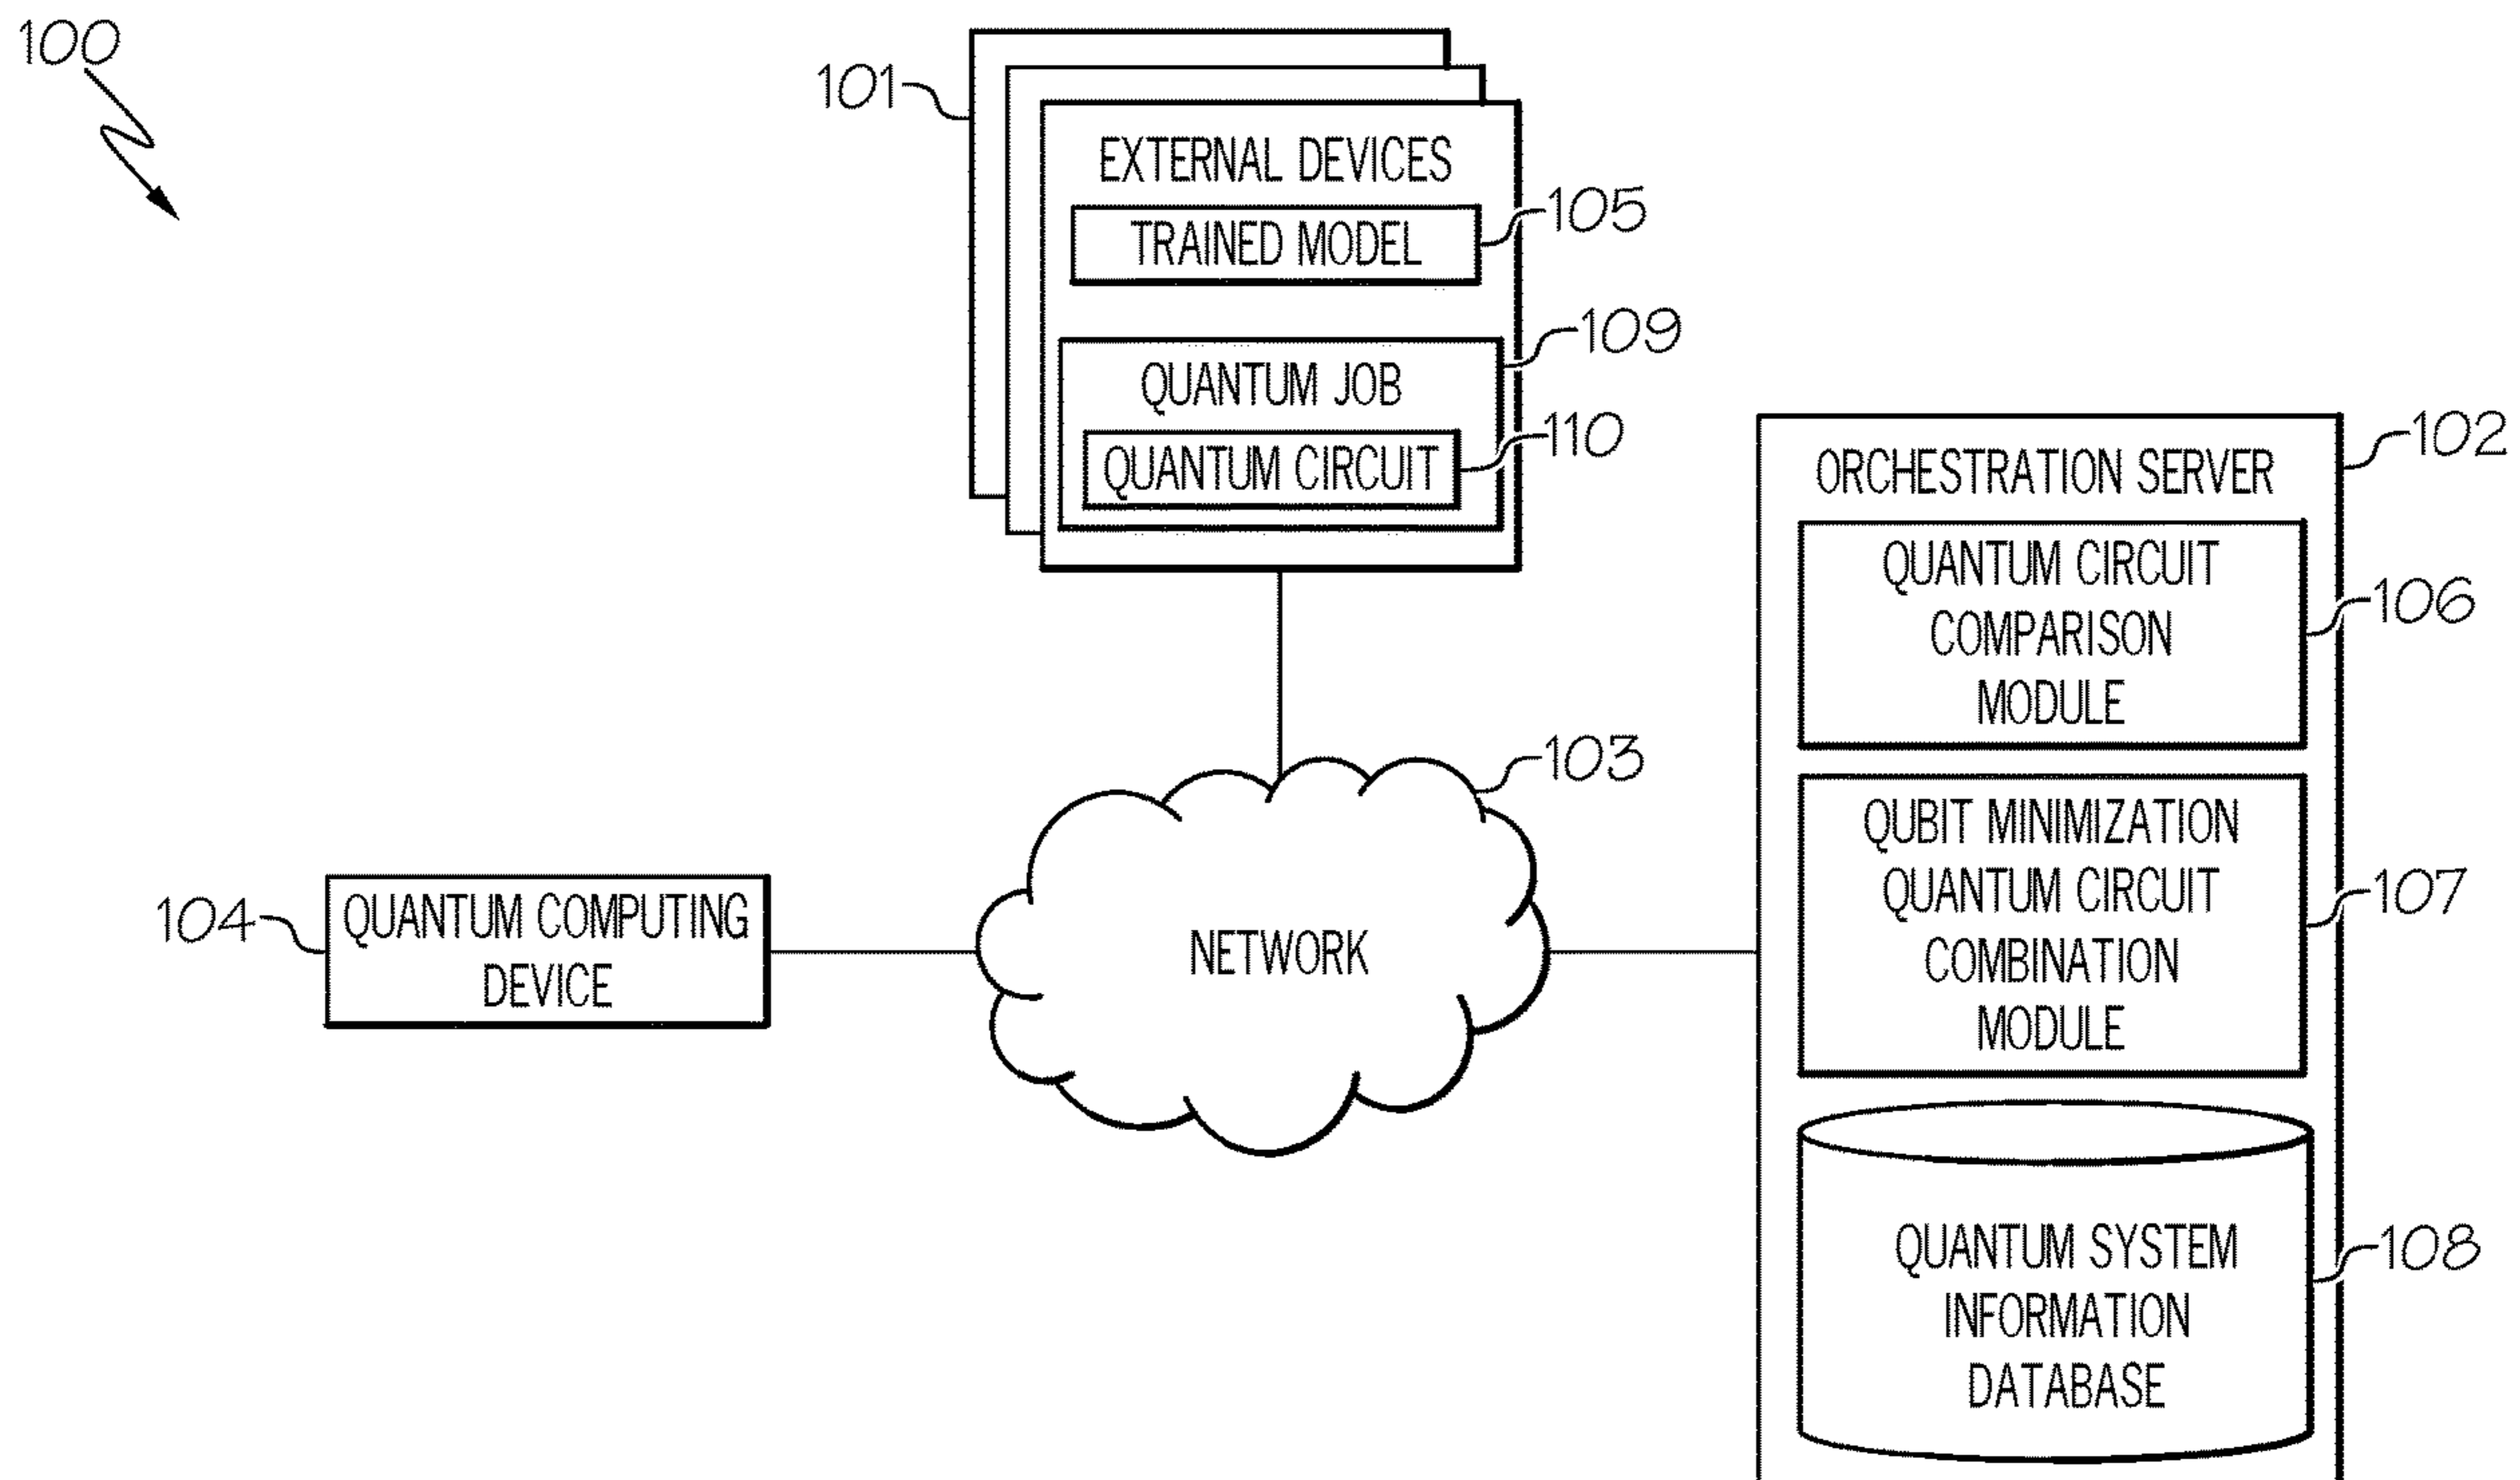 100
101
EXTERNAL DEVICES
TRAINED MODEL
105
QUANTUM JOB
109
QUANTUM CIRCUIT
110
ORCHESTRATION SERVER
102
QUANTUM CIRCUIT
COMPARISON
MODULE
106
QUBIT MINIMIZATION
QUANTUM CIRCUIT
COMBINATION
MODULE
107
QUANTUM SYSTEM
INFORMATION
DATABASE
108
103
NETWORK
104
QUANTUM COMPUTING
DEVICE